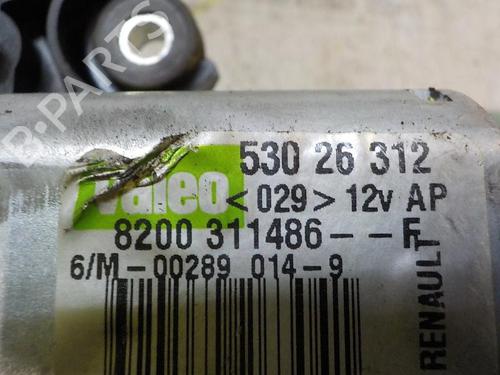 B-PARTS
valeo
530 26 312
<029> 12v AP
8200 311486--F
6/M-00289 014-9
RENAULT